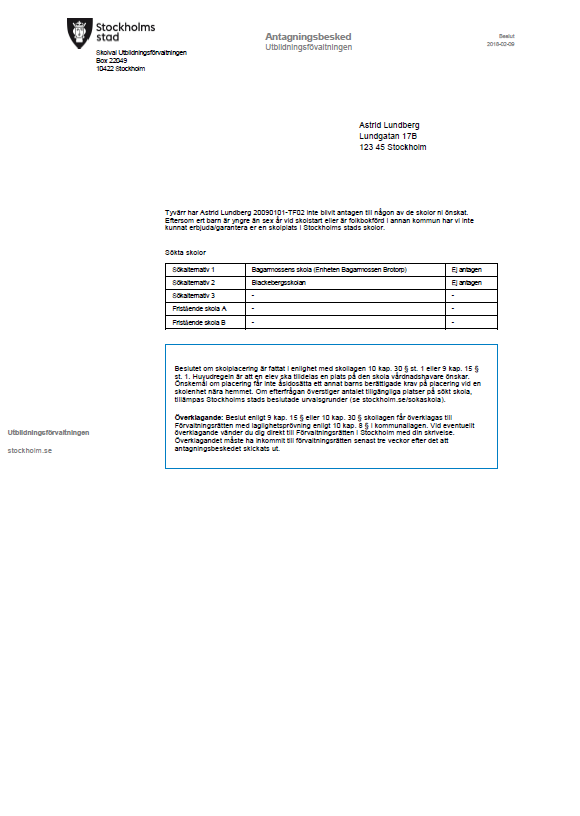 Stockholms
stad
Skolval Utbildningsförvaltningen
Box 22049
10422 Stockholm
Antagningsbesked
Utbildningsförvaltningen
Beslut
2018-02-09
Astrid Lundberg
Lundgatan 17B
123 45 Stockholm
Tyvärr har Astrid Lundberg 20090101-TF02 inte blivit antagen till någon av de skolor ni önskat.
Eftersom ert barn är yngre än sex år vid skolstart eller är folkbokförd i annan kommun har vi inte
kunnat erbjuda/garantera er en skolplats i Stockholms stads skolor.
Sökta skolor
Sökalternativ 1 Bagarmossens skola (Enheten Bagarmossen Brotorp) Ej antagen
Sökalternativ 2 Blackebergsskolan Ej antagen
Sökalternativ 3 - -
Fristående skola A - -
Fristående skola B - -
Beslutet om skolplacering är fattat i enlighet med skollagen 10 kap. 30 § st. 1 eller 9 kap. 15 §
st. 1. Huvudregeln är att en elev ska tilldelas en plats på den skola vårdnadshavare önskar.
Önskemål om placering får inte åsidosätta ett annat barns berättigade krav på placering vid en
skolenhet nära hemmet. Om efterfrågan överstiger antalet tillgängliga platser på sökt skola,
tillämpas Stockholms stads beslutade urvalsgrunder (se stockholm.se/sokaskola).
Överklagande: Beslut enligt 9 kap. 15 § eller 10 kap. 30 § skollagen får överklagas till
Förvaltningsrätten med laglighetsprövning enligt 10 kap. 8 § i kommunallagen. Vid eventuellt
överklagande vänder du dig direkt till Förvaltningsrätten i Stockholm med din skrivelse.
Överklagandet måste ha inkommit till förvaltningsrätten senast tre veckor efter det att
antagningsbeskedet skickats ut.
Utbildningsförvaltningen
stockholm.se